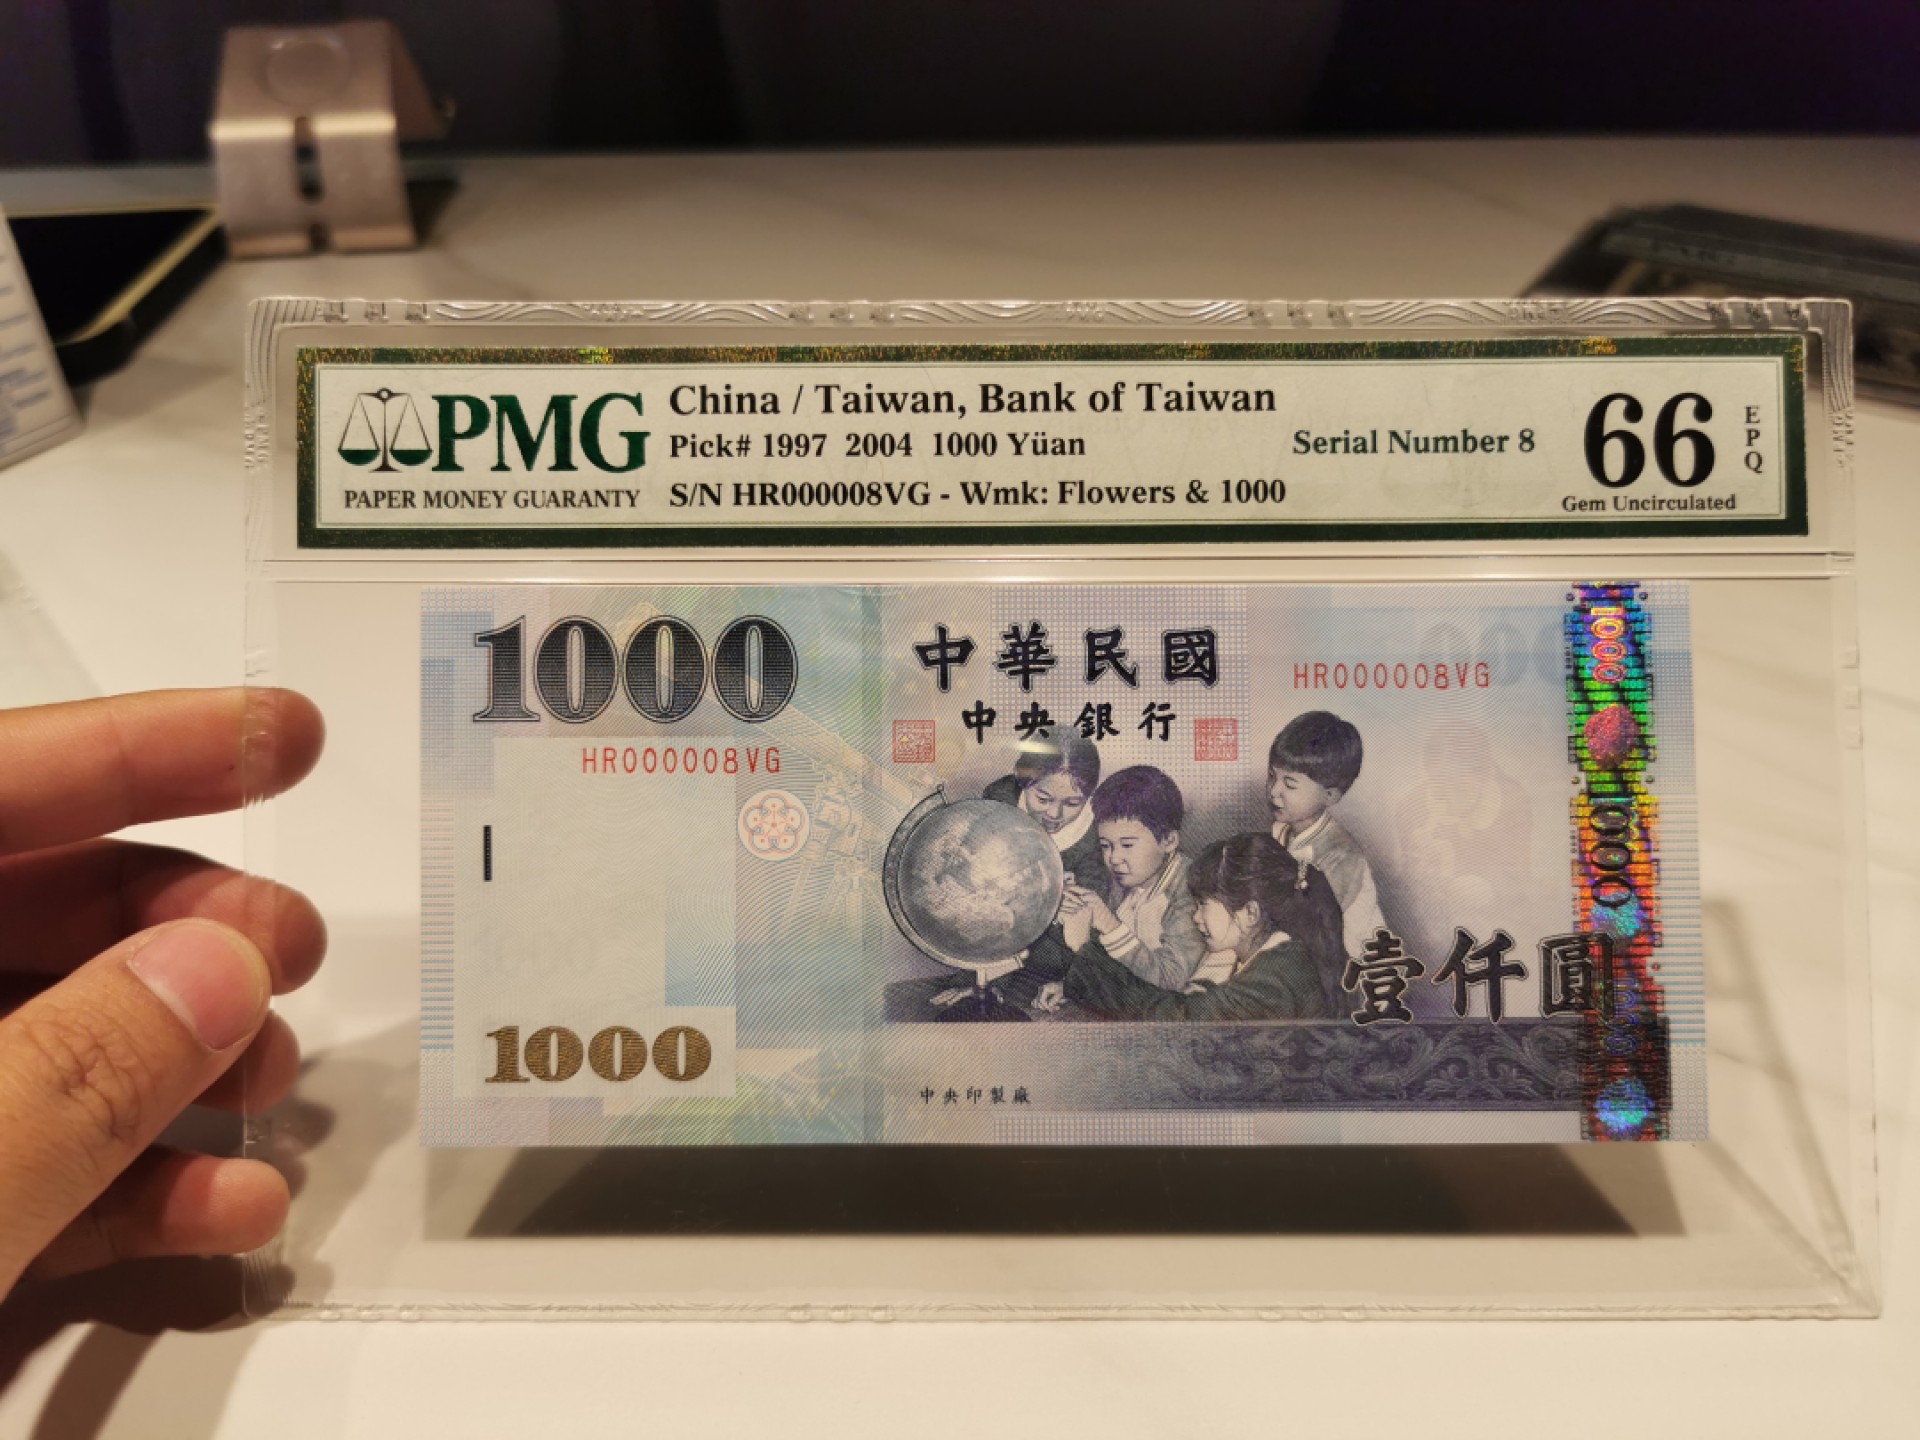 PMG
PAPER MONEY GUARANTY
China / Taiwan, Bank of Taiwan
Pick# 1997 2004 1000 Yüan
S/N HR000008VG - Wmk: Flowers & 1000
Serial Number 8
66
EPQ
Gem Uncirculated
1000
中華民國
HR000008VG
中央銀行
HR000008VG
1000
1000
壹仟圓
1000
中央印製廠